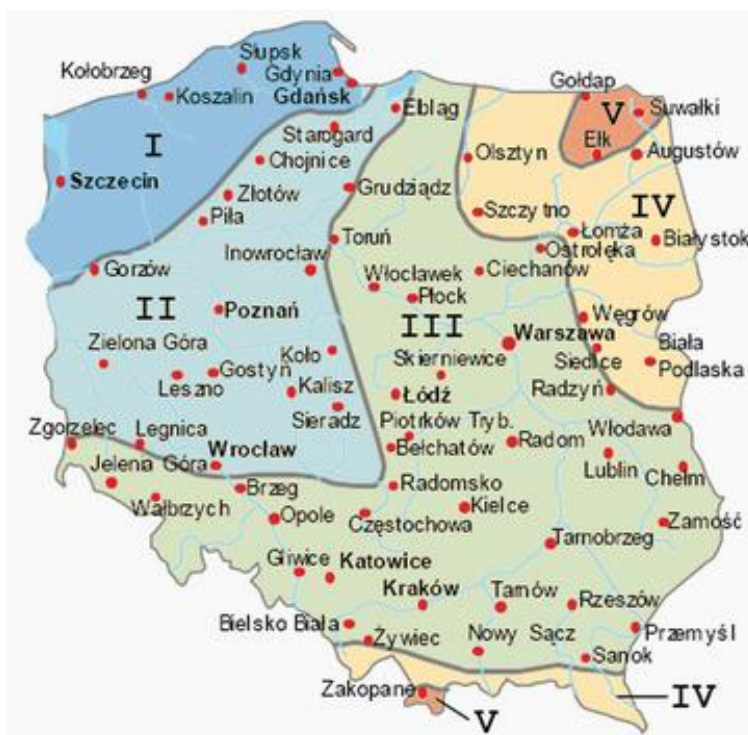 Słupsk
Kołobrzeg
Gdynia
Koszalin
Gdańsk
Elbląg
Gołdap
V
Suwałki
Starogard
I
Chojnice
Olsztyn
Ełk
Augustów
Szczecin
Złotów
Grudziądz
Piła
Szczytno
IV
Toruń
Łomża
Białystok
Inowrocław
Ostrołęka
Gorzów
Włocławek
Ciechanów
Płock
II
Poznań
III
Węgrów
Warszawa
Zielona Góra
Koło
Skierniewice
Siedlce
Biała
Podlaska
Gostyń
Leszno
Kalisz
Łódź
Radzyń
Sieradz
Zgorzelec
Legnica
Piotrków Tryb.
Włodawa
Wrocław
Bełchatów
Radom
Jelenia Góra
Lublin
Chełm
Brzeg
Radomsko
Wałbrzych
Kielce
Opole
Częstochowa
Zamość
Tarnobrzeg
Gliwice
Katowice
Kraków
Tarnów
Rzeszów
Bielsko Biała
Przemyśl
Żywiec
Nowy Sącz
Sanok
Zakopane
IV
V